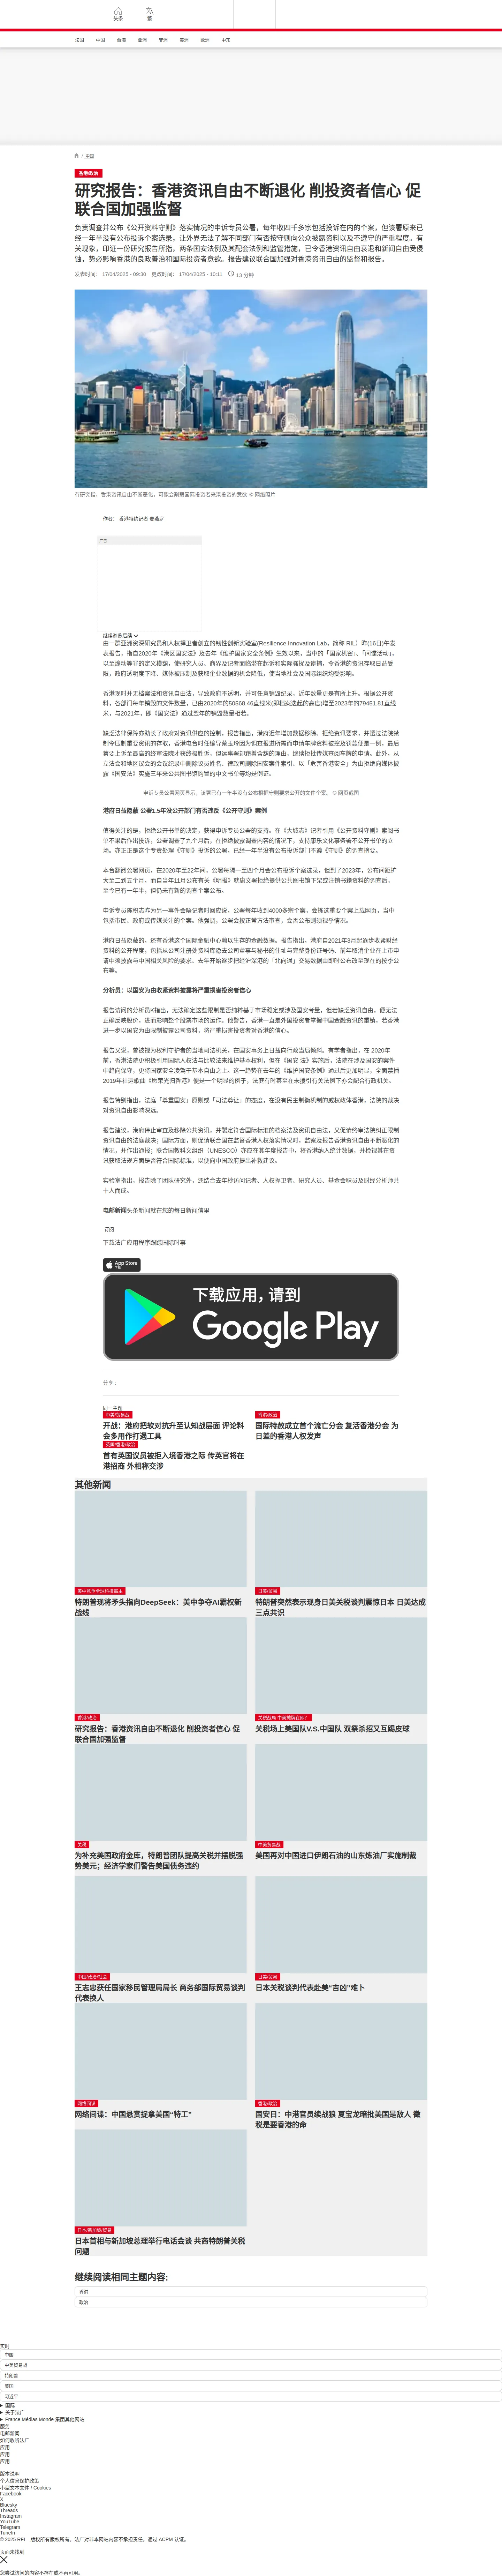 头条
繁
法国
中国
台海
亚洲
非洲
美洲
欧洲
中东
中国
香港/政治
研究报告：香港资讯自由不断退化 削投资者信心 促联合国加强监督
负责调查并公布《公开资料守则》落实情况的申诉专员公署，每年收四千多宗包括投诉在内的个案，但该署原来已经一年半没有公布投诉个案选录，让外界无法了解不同部门有否按守则向公众披露资料以及不遵守的严重程度。有关现象，印证一份研究报告所指，两条国安法例及其配套法例和监管措施，已令香港资讯自由衰退和新闻自由受侵蚀，势必影响香港的良政善治和国际投资者意欲。报告建议联合国加强对香港资讯自由的监督和报告。
发表时间： 17/04/2025 - 09:30 更改时间： 17/04/2025 - 10:11 13 分钟
有研究指，香港资讯自由不断恶化，可能会削弱国际投资者来港投资的意欲 © 网络照片
作者： 香港特约记者 麦燕庭
广告
继续浏览后续
由一群亚洲资深研究员和人权捍卫者创立的韧性创新实验室(Resilience Innovation Lab，简称 RIL）昨(16日)午发表报告，指自2020年《港区国安法》及去年《维护国家安全条例》生效以来，当中的「国家机密」、「间谍活动」，以至煽动等罪的定义模糊，使研究人员、商界及记者面临潜在起诉和实际骚扰及逮捕，令香港的资讯存取日益受限，政府透明度下降、媒体被压制及获取企业数据的机会降低，使当地社会及国际组织均受影响。
香港现时并无档案法和资讯自由法，导致政府不透明，并可任意销毁纪录，近年数量更是有所上升，根据公开资料，各部门每年销毁的文件数量，已由2020年的50568.46直线米(即档案迭起的高度)增至2023年的79451.81直线米，与2021年，即《国安法》通过翌年的销毁数量相若。
缺乏法律保障亦助长了政府对资讯供应的控制，报告指出，港府近年增加数据移除、拒绝资讯要求，并透过法院禁制令压制重要资讯的存取，香港电台时任编导蔡玉玲因为调查报道所需而申请车牌资料被控及罚款便是一例，最后要要上诉至最高的终审法院才获终极胜诉，但运事署却籍着含糊的理由，继续拒批传媒查阅车牌的申请。此外，从立法会和地区议会的会议纪录中删除议员姓名、律政司删除国安案件索引、以「危害香港安全」为由拒绝向媒体披露《国安法》实施三年来公共图书馆购置的中文书单等均是例证。
申诉专员公署网页显示，该署已有一年半没有公布根据守则要求公开的文件个案。 © 网页截图
港府日益隐蔽 公署1.5年没公开部门有否违反《公开守则》案例
值得关注的是，拒绝公开书单的决定，获得申诉专员公署的支持。在《大城志》记者引用《公开资料守则》索阅书单不果后作出投诉，公署调查了九个月后，在拒绝披露调查内容的情况下，支持康乐文化事务署不公开书单的立场。亦正正是这个专责处理《守则》投诉的公署，已经一年半没有公布投诉部门不遵《守则》的调查摘要。
本台翻阅公署网页，在2020年至22年间，公署每隔一至四个月会公布投诉个案选录，但到了2023年，公布间距扩大至二到五个月，而自当年11月公布有关《明报》就康文署拒绝提供公共图书馆下架或注销书籍资料的调查后，至今已有一年半，但仍未有新的调查个案公布。
申诉专员陈积志昨为另一事件会晤记者时回应说，公署每年收到4000多宗个案，会拣选重要个案上载网页，当中包括市民、政府或传媒关注的个案。他强调，公署会按正常方法审查，会否公布则须视乎情况。
港府日益隐蔽的，还有香港这个国际金融中心赖以生存的金融数据。报告指出，港府自2021年3月起逐步收紧财经资料的公开程度，包括从公司注册处资料库隐去公司董事与秘书的住址与完整身份证号码。前年取消企业在上市申请中须披露与中国相关风险的要求、去年开始逐步把经沪深港的「北向通」交易数据由即时公布改至现在的按季公布等。
分析员：以国安为由收紧资料披露将严重损害投资者信心
报告访问的分析员K指出，无法确定这些限制是否纯粹基于市场稳定或涉及国安考量，但若缺乏资讯自由，便无法正确反映股价，进而影响整个股票市场的运作。他警告，香港一直是外国投资者掌握中国金融资讯的重镇，若香港进一步以国安为由限制披露公司资料，将严重损害投资者对香港的信心。
报告又说，曾被视为权利守护者的当地司法机关，在国安事务上日益向行政当局倾斜。有学者指出，在 2020年前，香港法院更积极引用国际人权法与比较法来维护基本权利，但在《国安 法》实施后，法院在涉及国安的案件中趋向保守，更将国家安全凌驾于基本自由之上。这一趋势在去年的《维护国安条例》通过后更加明显，全面禁播2019年社运歌曲《愿荣光归香港》便是一个明显的例子，法庭有时甚至在未援引有关法例下亦会配合行政机关。
报告特别指出，法庭「尊重国安」原则或「司法尊让」的态度，在没有民主制衡机制的威权政体香港，法院的裁决对资讯自由影响深远。
报告建议，港府停止审查及移除公共资讯，并製定符合国际标准的档案法及资讯自由法，又促请终审法院纠正限制资讯自由的法庭裁决；国际方面，则促请联合国在监督香港人权落实情况时，监察及报告香港资讯自由不断恶化的情况，并作出通报；联合国教科文组织（UNESCO）亦应在其年度报告中，将香港纳入统计数据，并检视其在资讯获取法规方面是否符合国际标准，以便向中国政府提出补救建议。
实验室指出，报告除了团队研究外，还结合去年秒访问记者、人权捍卫者、研究人员、基金会职员及财经分析师共十人而成。
电邮新闻头条新闻就在您的每日新闻信里
订阅
下载法广应用程序跟踪国际时事
App Store
下载
下载应用，请到
Google Play
分享 :
同一主题
中美/贸易战
开战：港府把软对抗升至认知战层面 评论料会多用作打遏工具
香港/政治
国际特赦成立首个流亡分会 复活香港分会 为日差的香港人权发声
英国/香港/政治
首有英国议员被拒入境香港之际 传英官将在港招商 外相称交涉
其他新闻
美中竞争全球科技霸主
特朗普现将矛头指向DeepSeek：美中争夺AI霸权新战线
日美/贸易
特朗普突然表示现身日美关税谈判震惊日本 日美达成三点共识
香港/政治
研究报告：香港资讯自由不断退化 削投资者信心 促联合国加强监督
关税战局 中美摊牌在即？
关税场上美国队V.S.中国队 双祭杀招又互踢皮球
关税
为补充美国政府金库，特朗普团队提高关税并摆脱强势美元；经济学家们警告美国债务违约
中美贸易战
美国再对中国进口伊朗石油的山东炼油厂实施制裁
中国/政治/社会
王志忠获任国家移民管理局局长 商务部国际贸易谈判代表换人
日美/贸易
日本关税谈判代表赴美“吉凶”难卜
网络间谍
网络间谍：中国悬赏捉拿美国“特工”
香港/政治
国安日：中港官员续战狼 夏宝龙暗批美国是敌人 徵税是要香港的命
日本/新加坡/贸易
日本首相与新加坡总理举行电话会谈 共商特朗普关税问题
继续阅读相同主题内容:
香港
政治
实时
中国
中美贸易战
特朗普
美国
习近平
国际
关于法广
France Médias Monde 集团其他网站
服务
电邮新闻
如何收听法广
应用
应用
应用
版本说明
个人信息保护政策
小型文本文件 / Cookies
Facebook
X
Bluesky
Threads
Instagram
YouTube
Telegram
TuneIn
© 2025 RFI – 版权所有版权所有。法广对非本网站内容不承担责任。通过 ACPM 认证。
页面未找到
您尝试访问的内容不存在或不再可用。